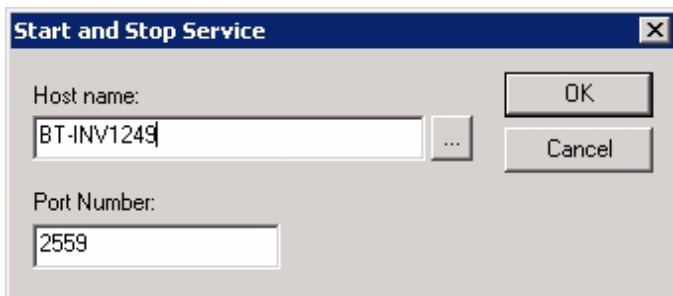 Start and Stop Service
Host name:
OK
BT-INV1249
...
Cancel
Port Number:
2559